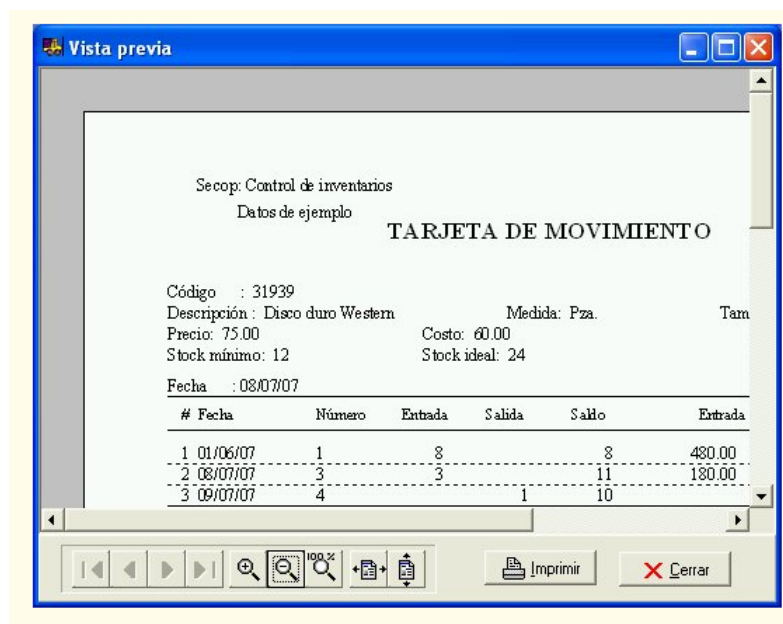 Vista previa
Secop: Control de inventarios
Datos de ejemplo
TARJETA DE MOVIMIENTO
Código : 31939
Descripción : Disco duro Western Medida: Pza. Tam
Precio: 75.00 Costo: 60.00
Stock mínimo: 12 Stock ideal: 24
Fecha : 08/07/07
# Fecha Número Entrada Salida Saldo Entrada
1 01/06/07 1 8 8 480.00
2 08/07/07 3 3 11 180.00
3 09/07/07 4 1 10
100% Imprimir Cerrar